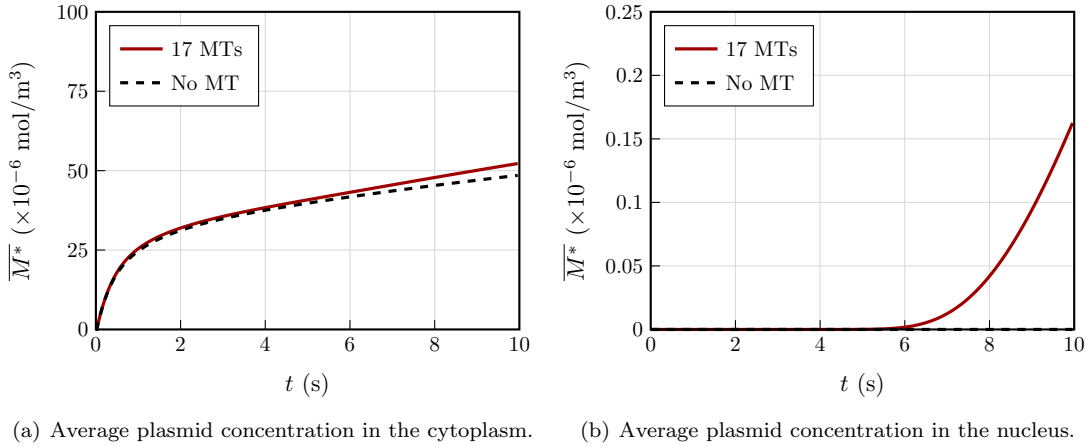 100
75
50
25
0
M* (×10−6 mol/m3)
17 MTs
No MT
0 2 4 6 8 10
t (s)
(a) Average plasmid concentration in the cytoplasm.
0.25
0.2
0.15
0.1
0.05
0
M* (×10−6 mol/m3)
17 MTs
No MT
0 2 4 6 8 10
t (s)
(b) Average plasmid concentration in the nucleus.